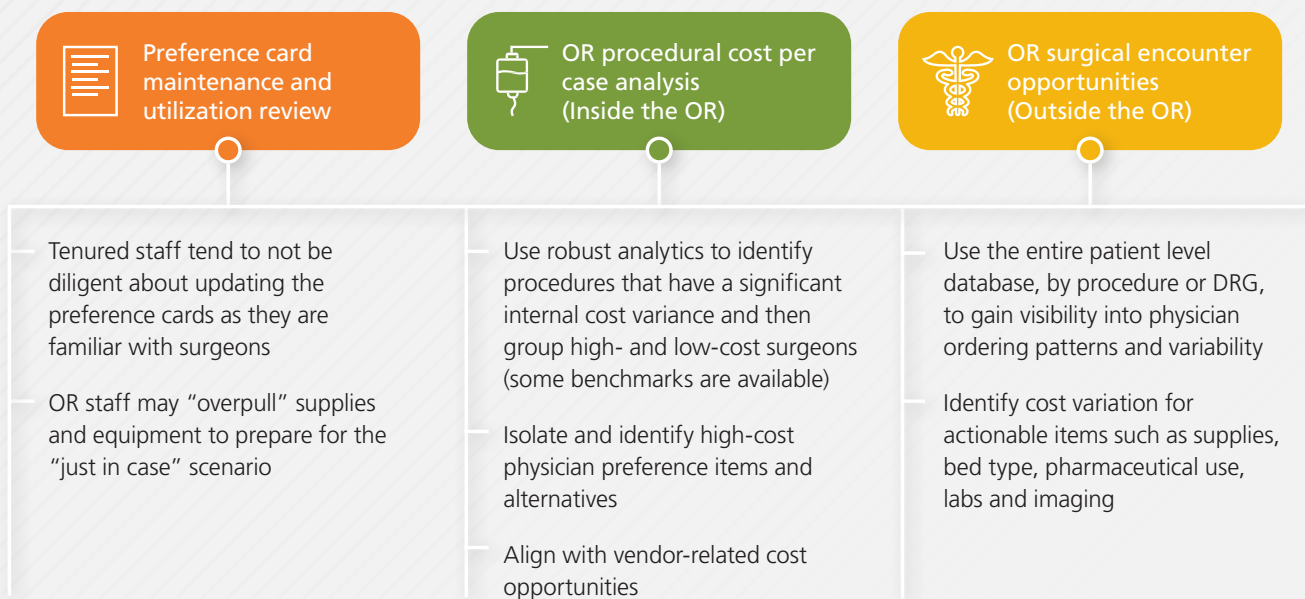 Preference card
maintenance and
utilization review
OR procedural cost per
case analysis
(Inside the OR)
OR surgical encounter
opportunities
(Outside the OR)
Tenured staff tend to not be
diligent about updating the
preference cards as they are
familiar with surgeons
OR staff may “overpull” supplies
and equipment to prepare for the
“just in case” scenario
Use robust analytics to identify
procedures that have a significant
internal cost variance and then
group high- and low-cost surgeons
(some benchmarks are available)
Isolate and identify high-cost
physician preference items and
alternatives
Align with vendor-related cost
opportunities
Use the entire patient level
database, by procedure or DRG,
to gain visibility into physician
ordering patterns and variability
Identify cost variation for
actionable items such as supplies,
bed type, pharmaceutical use,
labs and imaging